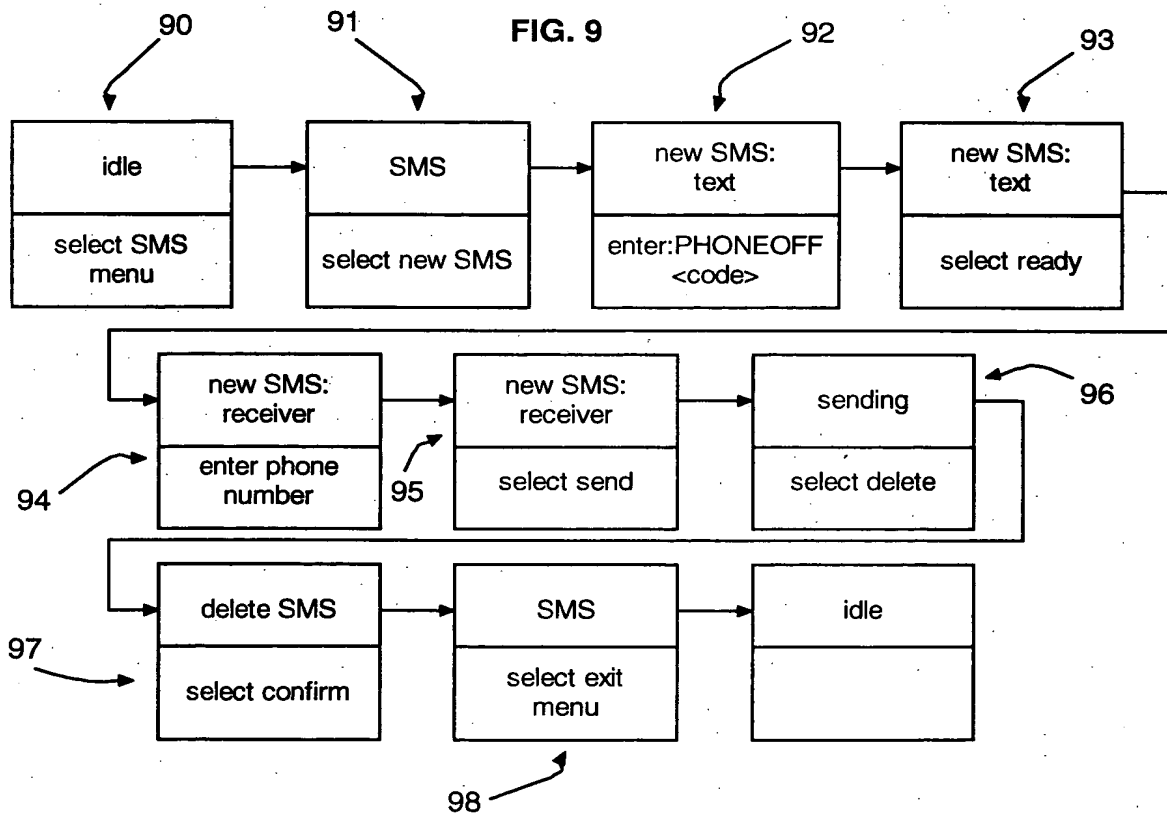 FIG. 9
90
91
92
93
idle
select SMS
menu
SMS
select new SMS
new SMS:
text
enter:PHONEOFF
<code>
new SMS:
text
select ready
new SMS:
receiver
enter phone
number
94
new SMS:
receiver
select send
95
sending
select delete
96
delete SMS
select confirm
97
SMS
select exit
menu
98
idle